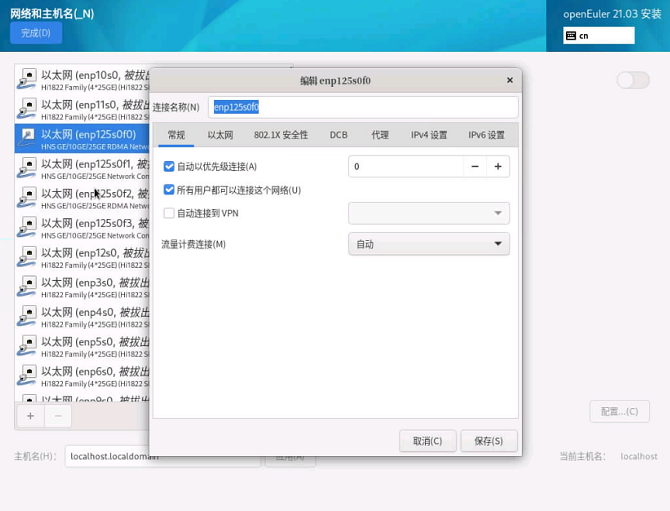 网络和主机名(_N)
openEuler 21.03 安装
完成(D)
cn
编辑 enp125s0f0
连接名称(N) enp125s0f0
常规 以太网 802.1X 安全性 DCB 代理 IPv4 设置 IPv6 设置
自动以优先级连接(A) 0
所有用户都可以连接这个网络(U)
自动连接到 VPN
流量计费连接(M) 自动
取消(C) 保存(S)
以太网 (enp10s0, 被拔出
Hi1822 Family (4*25GE) (Hi1822 S
以太网 (enp11s0, 被拔出
Hi1822 Family (4*25GE) (Hi1822 S
以太网 (enp125s0f0)
HNS GE/10GE/25GE RDMA Netw
以太网 (enp125s0f1, 被
HNS GE/10GE/25GE Network Con
以太网 (enp125s0f2, 被
HNS GE/10GE/25GE RDMA Netw
以太网 (enp125s0f3, 被
HNS GE/10GE/25GE Network Con
以太网 (enp12s0, 被拔出
Hi1822 Family (4*25GE) (Hi1822 S
以太网 (enp3s0, 被拔出
Hi1822 Family (4*25GE) (Hi1822 S
以太网 (enp4s0, 被拔出
Hi1822 Family (4*25GE) (Hi1822 S
以太网 (enp5s0, 被拔出
Hi1822 Family (4*25GE) (Hi1822 S
以太网 (enp6s0, 被拔出
Hi1822 Family (4*25GE) (Hi1822 S
以太网 (enp9s0, 被拔出
配置...(C)
主机名(H)： localhost.localdomain 应用(A) 当前主机名： localhost